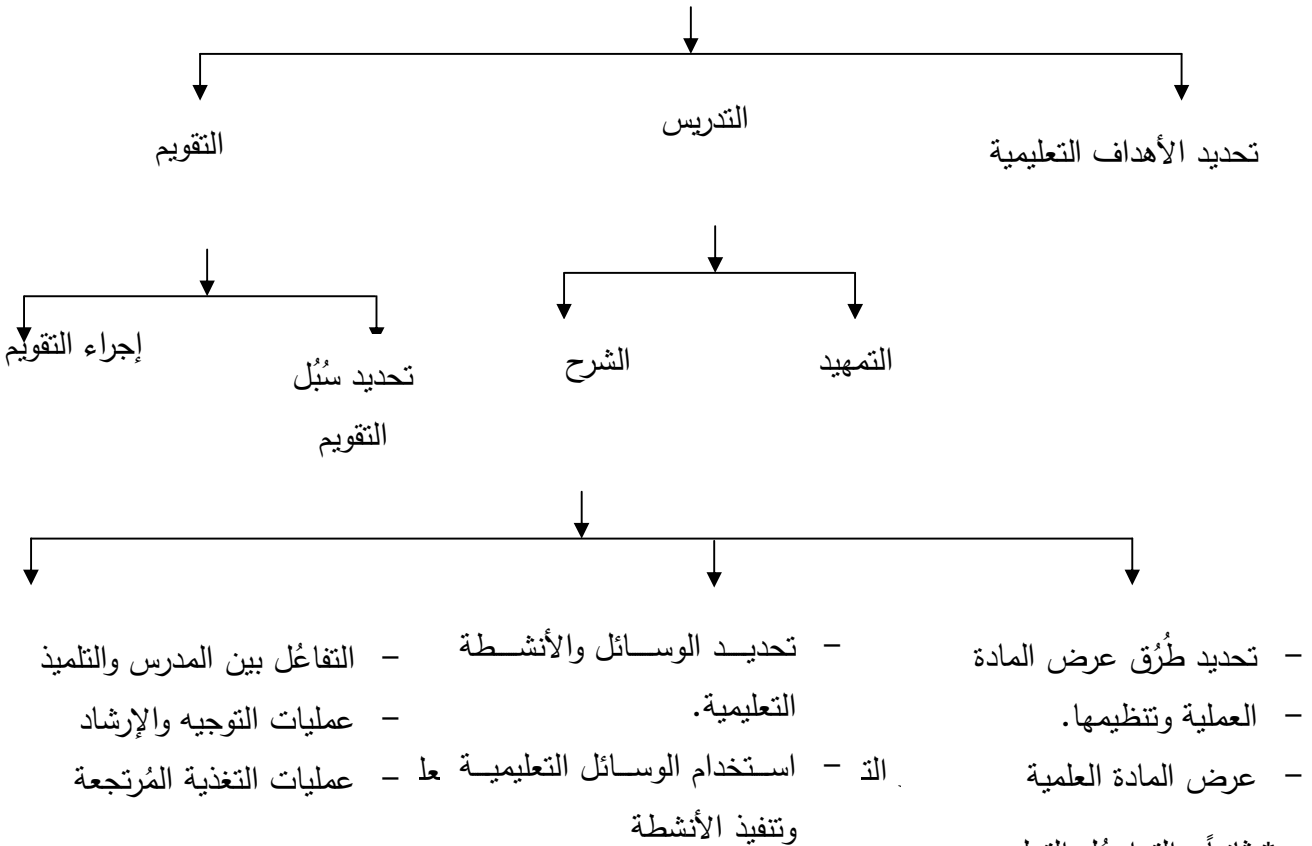 تحديد الأهداف التعليمية
التدريس
التقويم
التمهيد
الشرح
تحديد سُبُل
التقويم
إجراء التقويم
– تحديد طُرُق عرض المادة
– العملية وتنظيمها.
– عرض المادة العلمية
– تحديد الوسائل والأنشطة
التعليمية.
– استخدام الوسائل التعليمية
وتنفيذ الأنشطة
– التفاعُل بين المدرس والتلميذ
– عمليات التوجيه والإرشاد
– عمليات التغذية المُرتجعة